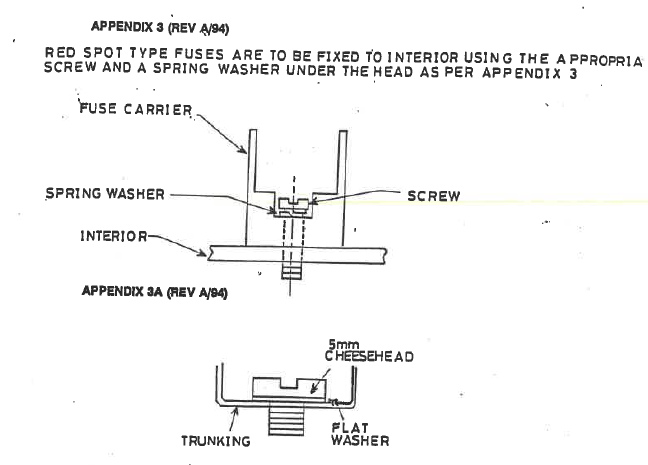 APPENDIX 3 (REV A/94)
RED SPOT TYPE FUSES ARE TO BE FIXED TO INTERIOR USING THE APPROPRIA
SCREW AND A SPRING WASHER UNDER THE HEAD AS PER APPENDIX 3
FUSE CARRIER
SPRING WASHER
SCREW
INTERIOR
APPENDIX 3A (REV A/94)
5mm
CHEESEHEAD
TRUNKING
FLAT
WASHER